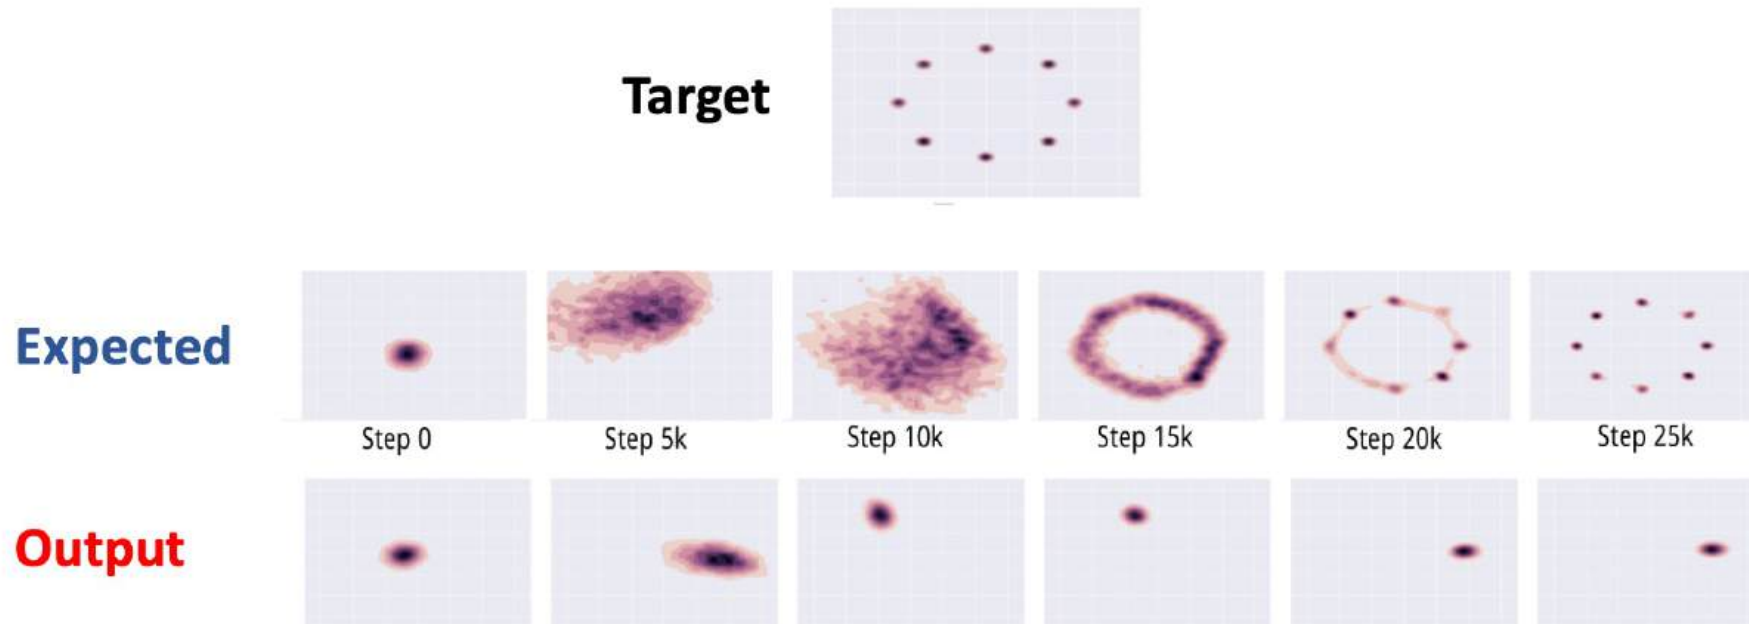 Target
Expected
Step 0
Step 5k
Step 10k
Step 15k
Step 20k
Step 25k
Output